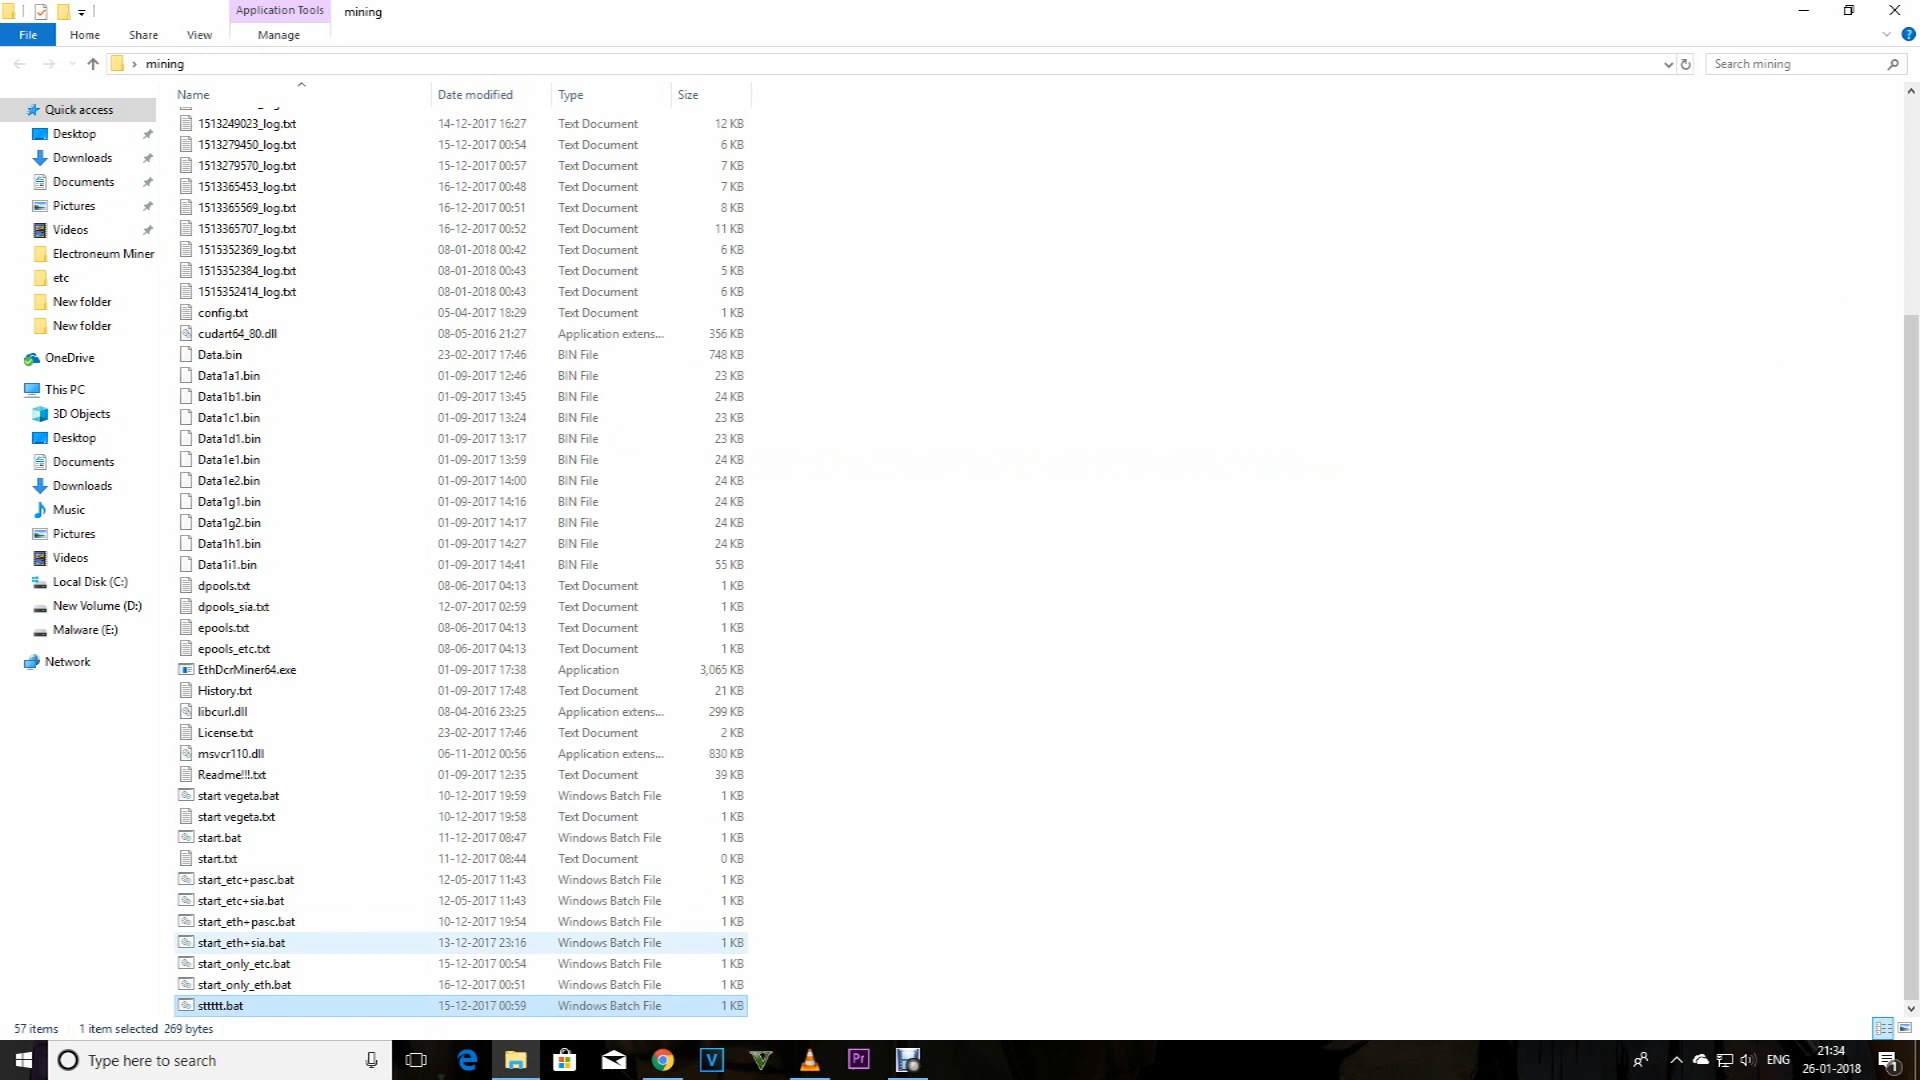 Application Tools
mining
File
Home
Share
View
Manage
mining
Search mining
Name
Date modified
Type
Size
Quick access
Desktop
Downloads
Documents
Pictures
Videos
Electroneum Miner
etc
New folder
New folder
OneDrive
This PC
3D Objects
Desktop
Documents
Downloads
Music
Pictures
Videos
Local Disk (C:)
New Volume (D:)
Malware (E:)
Network
1513249023_log.txt 14-12-2017 16:27 Text Document 12 KB
1513279450_log.txt 15-12-2017 00:54 Text Document 6 KB
1513279570_log.txt 15-12-2017 00:57 Text Document 7 KB
1513365453_log.txt 16-12-2017 00:48 Text Document 7 KB
1513365569_log.txt 16-12-2017 00:51 Text Document 8 KB
1513365707_log.txt 16-12-2017 00:52 Text Document 11 KB
1515352369_log.txt 08-01-2018 00:42 Text Document 6 KB
1515352384_log.txt 08-01-2018 00:43 Text Document 5 KB
1515352414_log.txt 08-01-2018 00:43 Text Document 6 KB
config.txt 05-04-2017 18:29 Text Document 1 KB
cudart64_80.dll 08-05-2016 21:27 Application extens... 356 KB
Data.bin 23-02-2017 17:46 BIN File 748 KB
Data1a1.bin 01-09-2017 12:46 BIN File 23 KB
Data1b1.bin 01-09-2017 13:45 BIN File 24 KB
Data1c1.bin 01-09-2017 13:24 BIN File 23 KB
Data1d1.bin 01-09-2017 13:17 BIN File 23 KB
Data1e1.bin 01-09-2017 13:59 BIN File 24 KB
Data1e2.bin 01-09-2017 14:00 BIN File 24 KB
Data1g1.bin 01-09-2017 14:16 BIN File 24 KB
Data1g2.bin 01-09-2017 14:17 BIN File 24 KB
Data1h1.bin 01-09-2017 14:27 BIN File 24 KB
Data1i1.bin 01-09-2017 14:41 BIN File 55 KB
dpools.txt 08-06-2017 04:13 Text Document 1 KB
dpools_sia.txt 12-07-2017 02:59 Text Document 1 KB
epools.txt 08-06-2017 04:13 Text Document 1 KB
epools_etc.txt 08-06-2017 04:13 Text Document 1 KB
EthDcrMiner64.exe 01-09-2017 17:38 Application 3,065 KB
History.txt 01-09-2017 17:48 Text Document 21 KB
libcurl.dll 08-04-2016 23:25 Application extens... 299 KB
License.txt 23-02-2017 17:46 Text Document 2 KB
msvcr110.dll 06-11-2012 00:56 Application extens... 830 KB
Readme!!!.txt 01-09-2017 12:35 Text Document 39 KB
start vegeta.bat 10-12-2017 19:59 Windows Batch File 1 KB
start vegeta.txt 10-12-2017 19:58 Text Document 1 KB
start.bat 11-12-2017 08:47 Windows Batch File 1 KB
start.txt 11-12-2017 08:44 Text Document 0 KB
start_etc+pasc.bat 12-05-2017 11:43 Windows Batch File 1 KB
start_etc+sia.bat 12-05-2017 11:43 Windows Batch File 1 KB
start_eth+pasc.bat 10-12-2017 19:54 Windows Batch File 1 KB
start_eth+sia.bat 13-12-2017 23:16 Windows Batch File 1 KB
start_only_etc.bat 15-12-2017 00:54 Windows Batch File 1 KB
start_only_eth.bat 16-12-2017 00:51 Windows Batch File 1 KB
sttttt.bat 15-12-2017 00:59 Windows Batch File 1 KB
57 items 1 item selected 269 bytes
Type here to search
V
Pr
ENG
21:34
26-01-2018
1